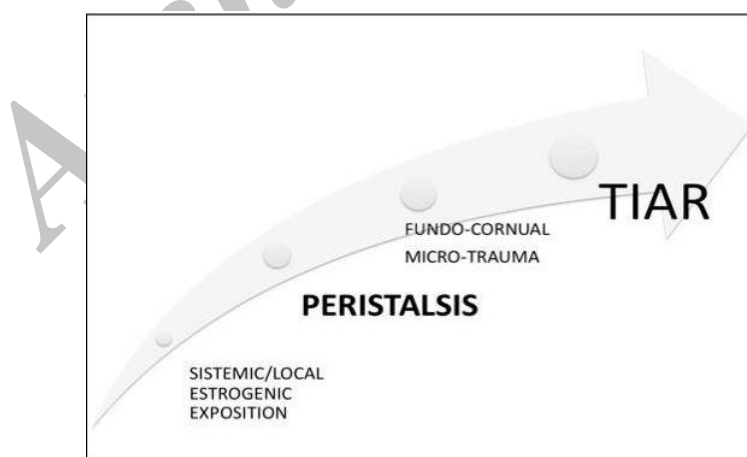 TIAR
FUNDO-CORNUAL
MICRO-TRAUMA
PERISTALSIS
SISTEMIC/LOCAL
ESTROGENIC
EXPOSITION